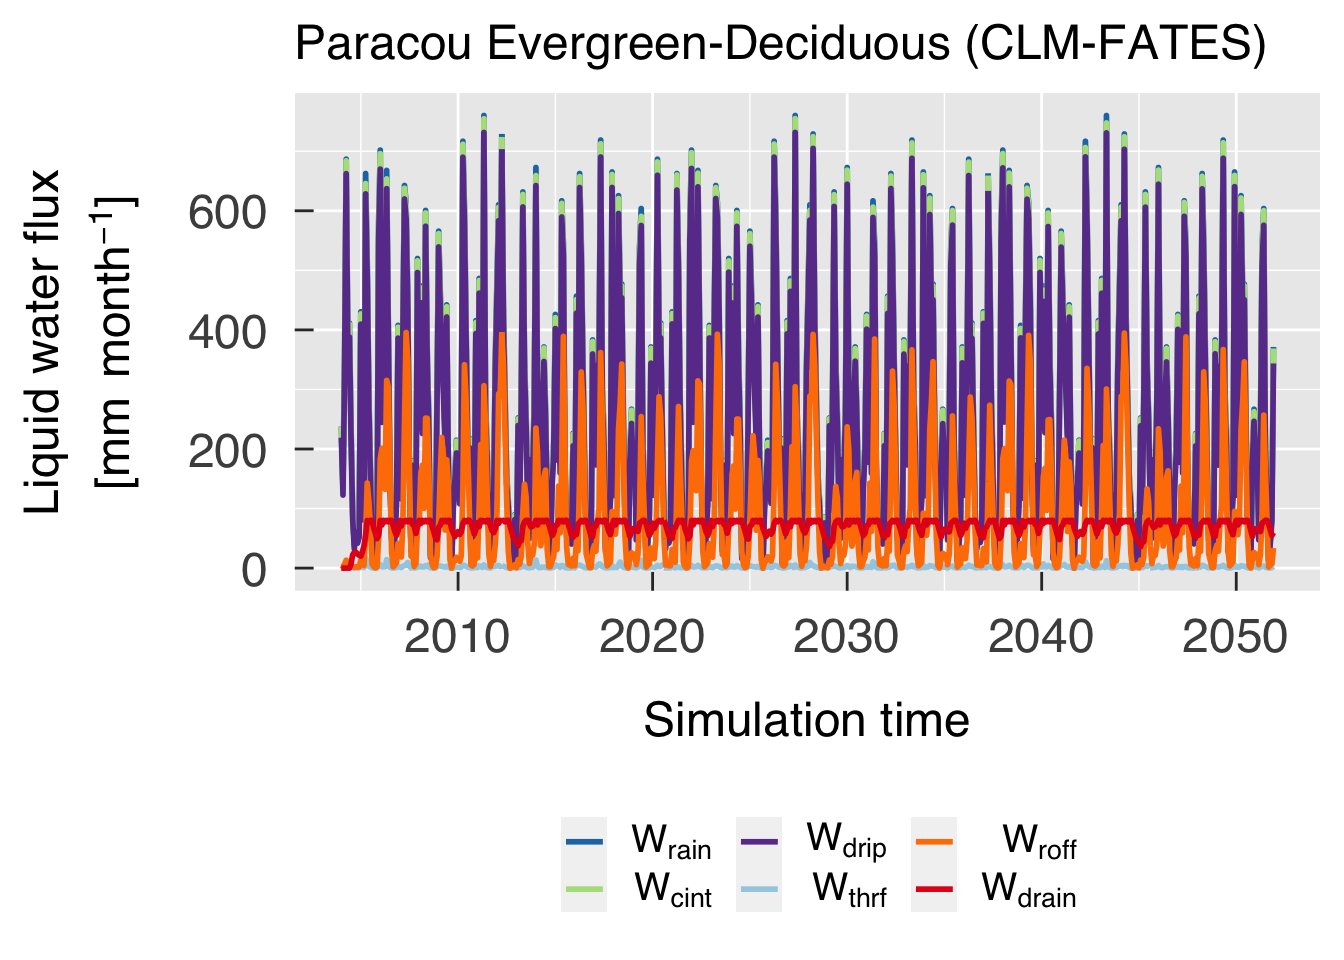 Paracou Evergreen-Deciduous (CLM-FATES)
Liquid water flux
[mm month⁻¹]
600
400
200
0
2010 2020 2030 2040 2050
Simulation time
W_rain W_drip W_roff
W_cint W_thrf W_drain